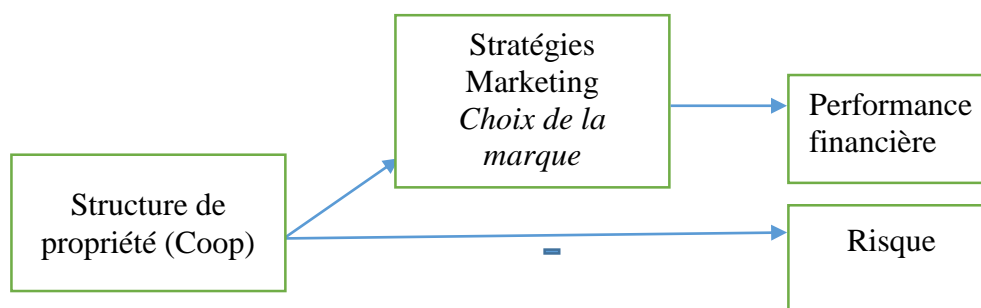 Stratégies
Marketing
Choix de la
marque
Performance
financière
Structure de
propriété (Coop)
Risque
-